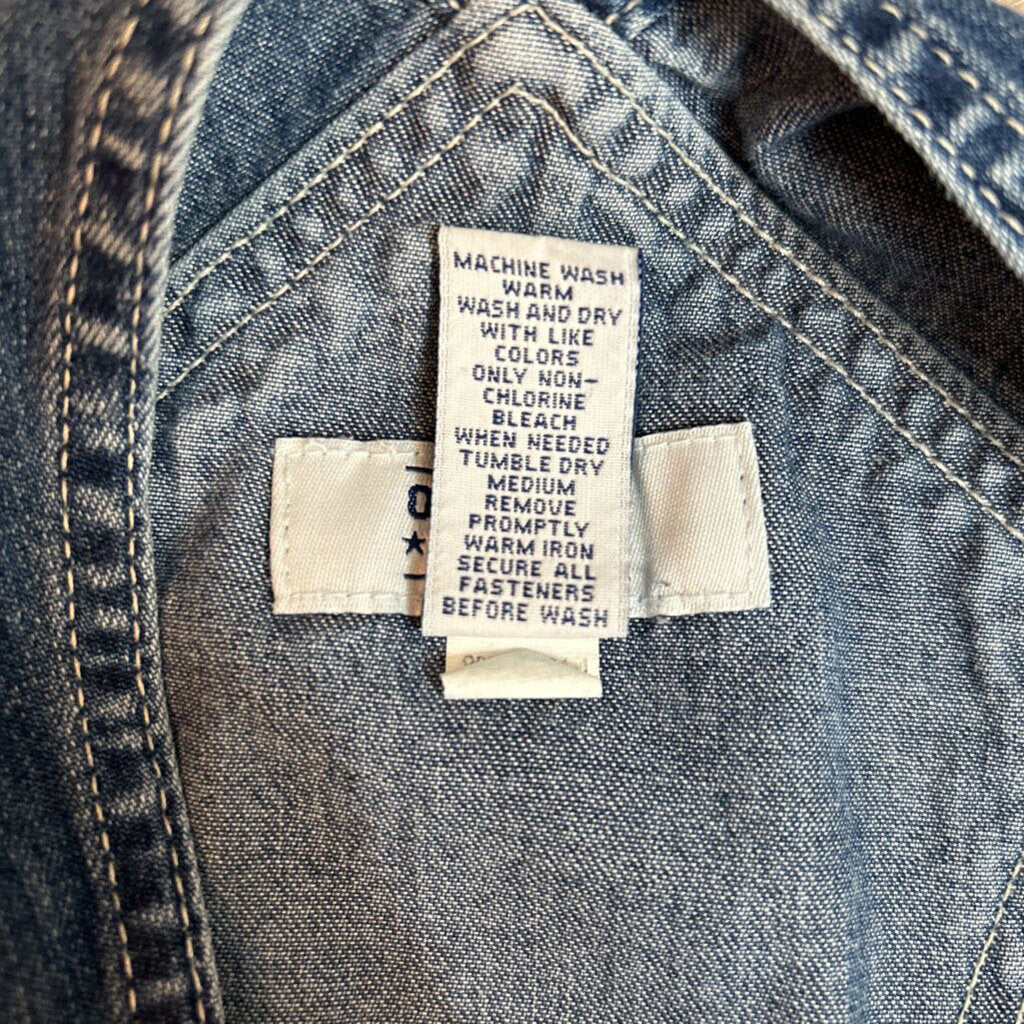 MACHINE WASH
WARM
WASH AND DRY
WITH LIKE
COLORS
ONLY NON-
CHLORINE
BLEACH
WHEN NEEDED
TUMBLE DRY
MEDIUM
REMOVE
PROMPTLY
WARM IRON
SECURE ALL
FASTENERS
BEFORE WASH